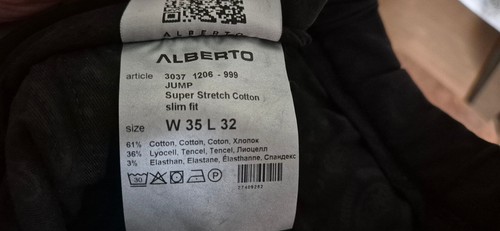 ALBERTO
ALBERTO
article 3037 1206 - 999
JUMP
Super Stretch Cotton
slim fit
size W 35 L 32
61% Cotton, Cotton, Coton, Хлопок
36% Lyocell, Tencel, Tencel, Лиоцелл
3% Elasthan, Elastane, Élasthanne, Спандекс
30 P